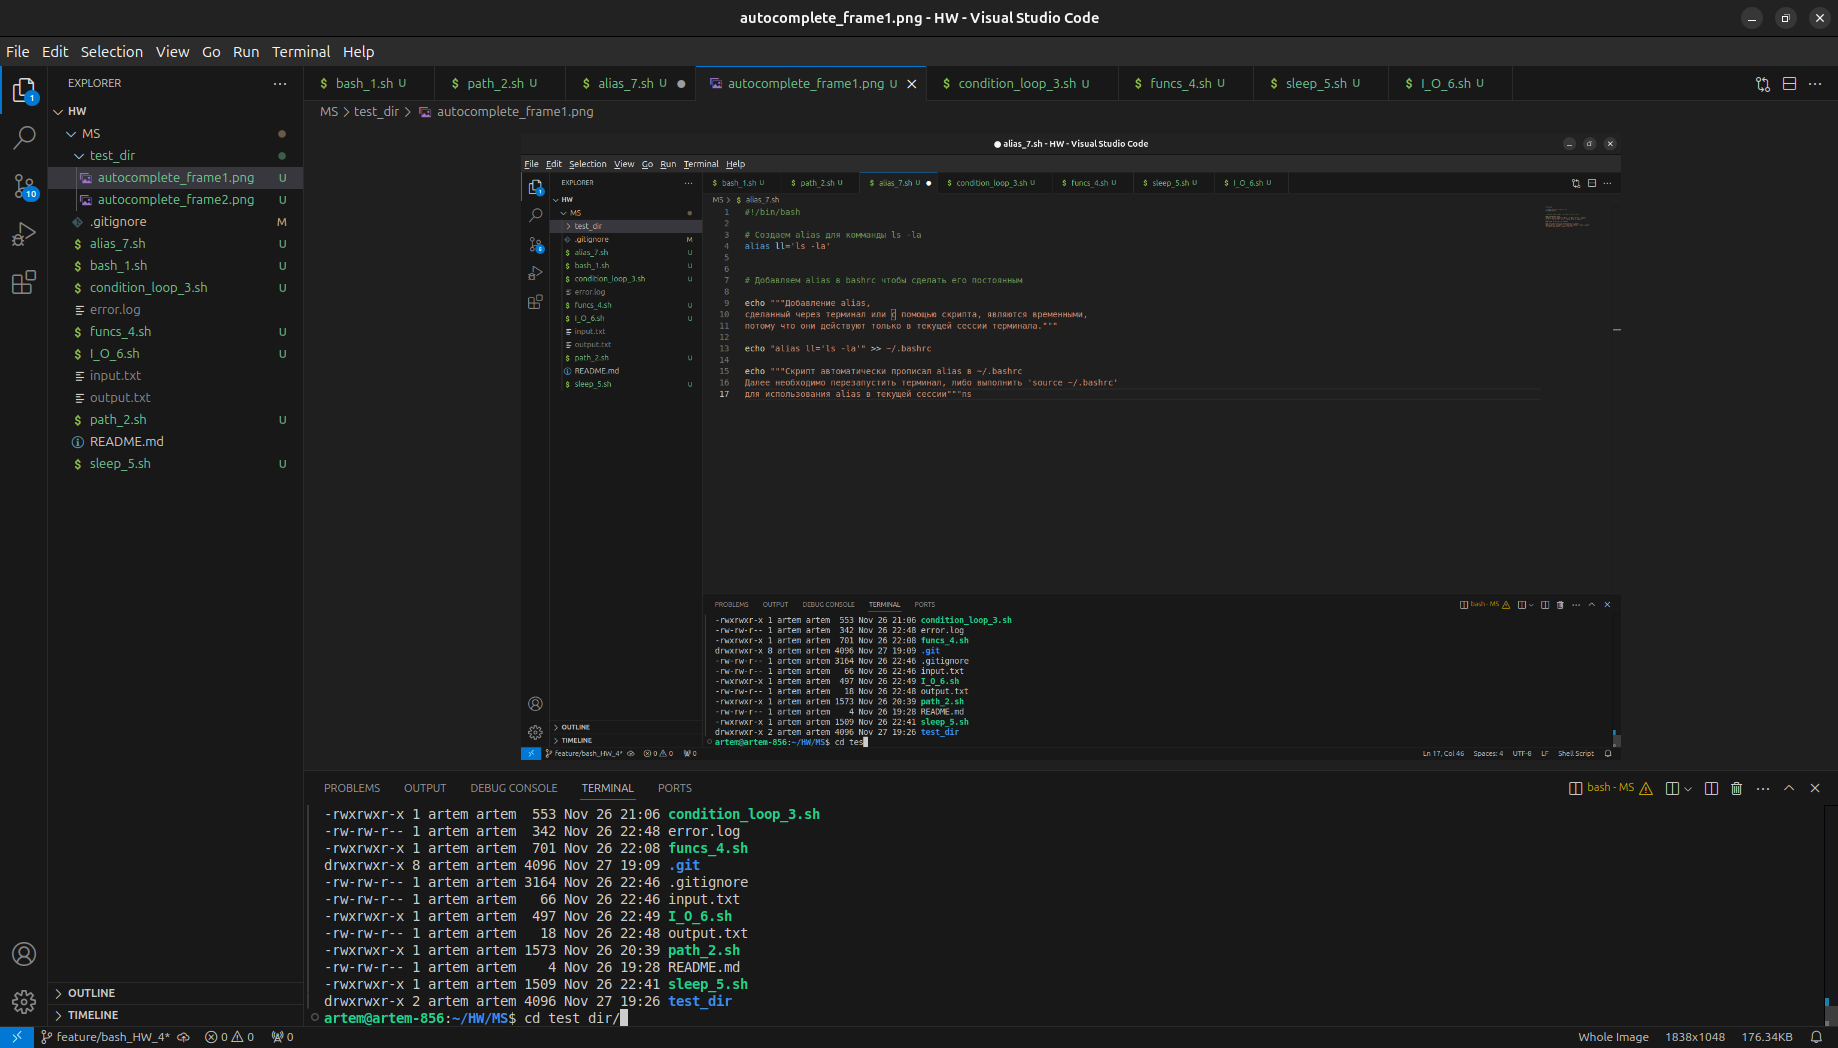 autocomplete_frame1.png - HW - Visual Studio Code
File Edit Selection View Go Run Terminal Help
EXPLORER
1
HW
MS
test_dir
autocomplete_frame1.png U
10
autocomplete_frame2.png U
.gitignore M
alias_7.sh U
bash_1.sh U
condition_loop_3.sh U
error.log
funcs_4.sh U
I_O_6.sh U
input.txt
output.txt
path_2.sh U
README.md
sleep_5.sh U
OUTLINE
TIMELINE
bash_1.sh U path_2.sh U alias_7.sh U autocomplete_frame1.png U condition_loop_3.sh U funcs_4.sh U sleep_5.sh U I_O_6.sh U
MS > test_dir > autocomplete_frame1.png
alias_7.sh - HW - Visual Studio Code
File Edit Selection View Go Run Terminal Help
EXPLORER
1
HW
MS
test_dir
.gitignore M
6
alias_7.sh U
bash_1.sh U
condition_loop_3.sh U
error.log
funcs_4.sh U
I_O_6.sh U
input.txt
output.txt
path_2.sh U
README.md
sleep_5.sh U
OUTLINE
TIMELINE
bash_1.sh U path_2.sh U alias_7.sh U condition_loop_3.sh U funcs_4.sh U sleep_5.sh U I_O_6.sh U
MS > alias_7.sh
1 #!/bin/bash
2
3 # Создаем alias для комманды ls -la
4 alias ll='ls -la'
5
6
7 # Добавляем alias в bashrc чтобы сделать его постоянным
8
9 echo """Добавление alias,
10 сделанный через терминал или с помощью скрипта, являются временными,
11 потому что они действуют только в текущей сессии терминала."""
12
13 echo "alias ll='ls -la'" >> ~/.bashrc
14
15 echo """Скрипт автоматически прописал alias в ~/.bashrc
16 Далее необходимо перезапустить терминал, либо выполнить 'source ~/.bashrc'
17 для использования alias в текущей сессии"""ns
PROBLEMS OUTPUT DEBUG CONSOLE TERMINAL PORTS bash - MS
-rwxrwxr-x 1 artem artem 553 Nov 26 21:06 condition_loop_3.sh
-rw-rw-r-- 1 artem artem 342 Nov 26 22:48 error.log
-rwxrwxr-x 1 artem artem 701 Nov 26 22:08 funcs_4.sh
drwxrwxr-x 8 artem artem 4096 Nov 27 19:09 .git
-rw-rw-r-- 1 artem artem 3164 Nov 26 22:46 .gitignore
-rw-rw-r-- 1 artem artem 66 Nov 26 22:46 input.txt
-rwxrwxr-x 1 artem artem 497 Nov 26 22:49 I_O_6.sh
-rw-rw-r-- 1 artem artem 18 Nov 26 22:48 output.txt
-rwxrwxr-x 1 artem artem 1573 Nov 26 20:39 path_2.sh
-rw-rw-r-- 1 artem artem 4 Nov 26 19:28 README.md
-rwxrwxr-x 1 artem artem 1509 Nov 26 22:41 sleep_5.sh
drwxrwxr-x 2 artem artem 4096 Nov 27 19:26 test_dir
artem@artem-856:~/HW/MS$ cd tes
feature/bash_HW_4* 0 0 0 Ln 17, Col 46 Spaces: 4 UTF-8 LF Shell Script
PROBLEMS OUTPUT DEBUG CONSOLE TERMINAL PORTS bash - MS
-rwxrwxr-x 1 artem artem 553 Nov 26 21:06 condition_loop_3.sh
-rw-rw-r-- 1 artem artem 342 Nov 26 22:48 error.log
-rwxrwxr-x 1 artem artem 701 Nov 26 22:08 funcs_4.sh
drwxrwxr-x 8 artem artem 4096 Nov 27 19:09 .git
-rw-rw-r-- 1 artem artem 3164 Nov 26 22:46 .gitignore
-rw-rw-r-- 1 artem artem 66 Nov 26 22:46 input.txt
-rwxrwxr-x 1 artem artem 497 Nov 26 22:49 I_O_6.sh
-rw-rw-r-- 1 artem artem 18 Nov 26 22:48 output.txt
-rwxrwxr-x 1 artem artem 1573 Nov 26 20:39 path_2.sh
-rw-rw-r-- 1 artem artem 4 Nov 26 19:28 README.md
-rwxrwxr-x 1 artem artem 1509 Nov 26 22:41 sleep_5.sh
drwxrwxr-x 2 artem artem 4096 Nov 27 19:26 test_dir
artem@artem-856:~/HW/MS$ cd test dir/
feature/bash_HW_4* 0 0 0 Whole Image 1838x1048 176.34KB